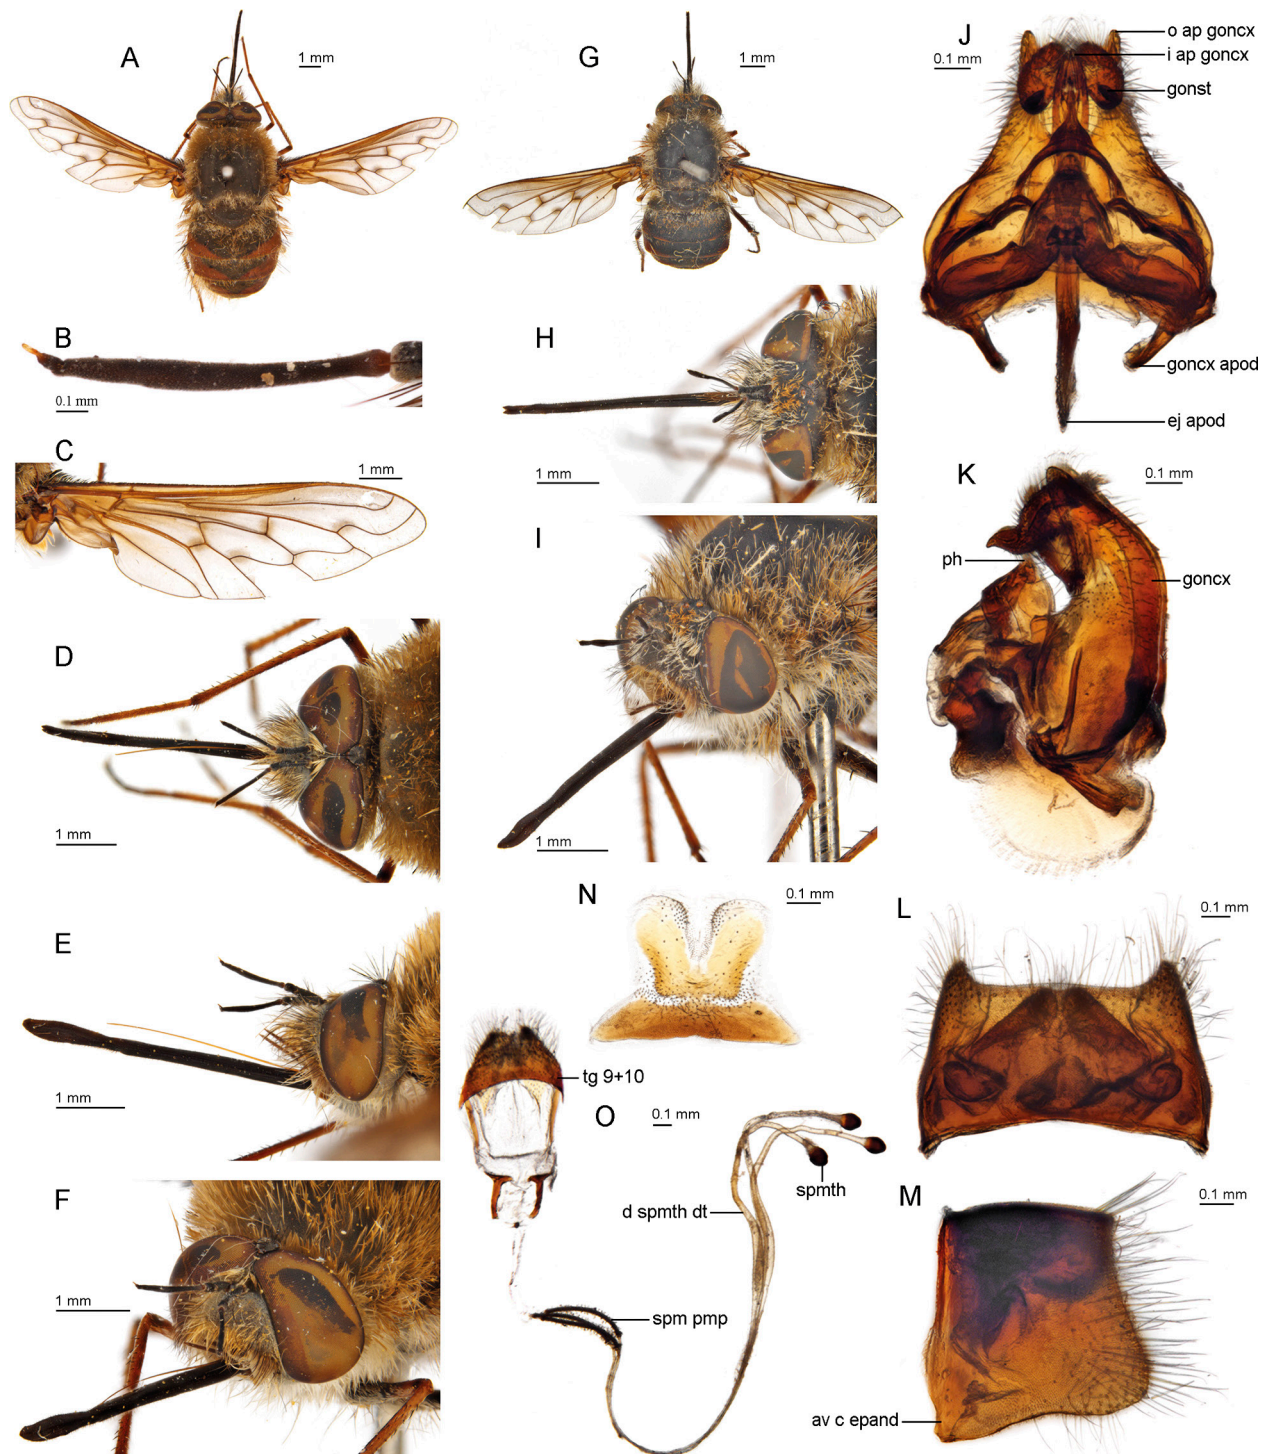 A
1 mm
B
0.1 mm
C
1 mm
D
1 mm
E
1 mm
F
1 mm
G
1 mm
H
1 mm
I
1 mm
J
0.1 mm
o ap goncx
i ap goncx
gonst
goncx apod
ej apod
K
0.1 mm
ph
goncx
L
0.1 mm
M
0.1 mm
av c epand
N
0.1 mm
tg 9+10
O
0.1 mm
spmth
d spmth dt
spm pmp